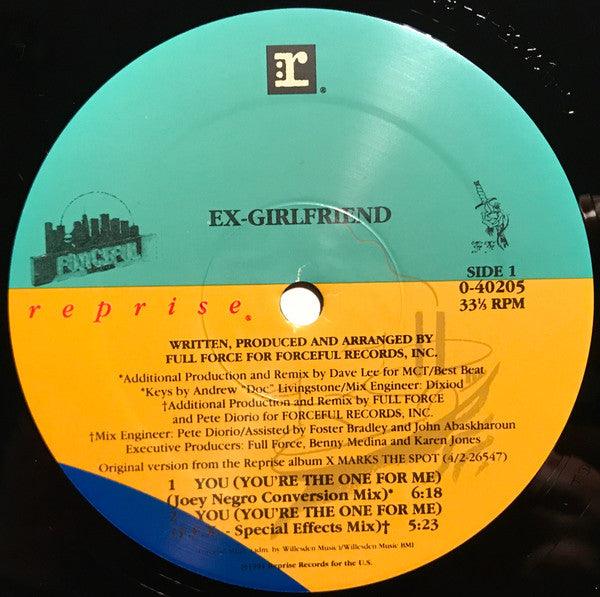 r
EX-GIRLFRIEND
FORCEFUL
SIDE 1
0-40205
33⅓ RPM
reprise
WRITTEN, PRODUCED AND ARRANGED BY
FULL FORCE FOR FORCEFUL RECORDS, INC.
*Additional Production and Remix by Dave Lee for MCT/Best Beat
*Keys by Andrew "Doc" Livingstone/Mix Engineer: Dixiod
†Additional Production and Remix by FULL FORCE
and Pete Diorio for FORCEFUL RECORDS, INC.
†Mix Engineer: Pete Diorio/Assisted by Foster Bradley and John Abaskharoun
Executive Producers: Full Force, Benny Medina and Karen Jones
Original version from the Reprise album X MARKS THE SPOT (4/2-26547)
1 YOU (YOU'RE THE ONE FOR ME)
(Joey Negro Conversion Mix)* 6:18
2 YOU (YOU'RE THE ONE FOR ME)
- Special Effects Mix)† 5:23
adm. by Willesden Music I/Willesden Music BMI
Reprise Records for the U.S.